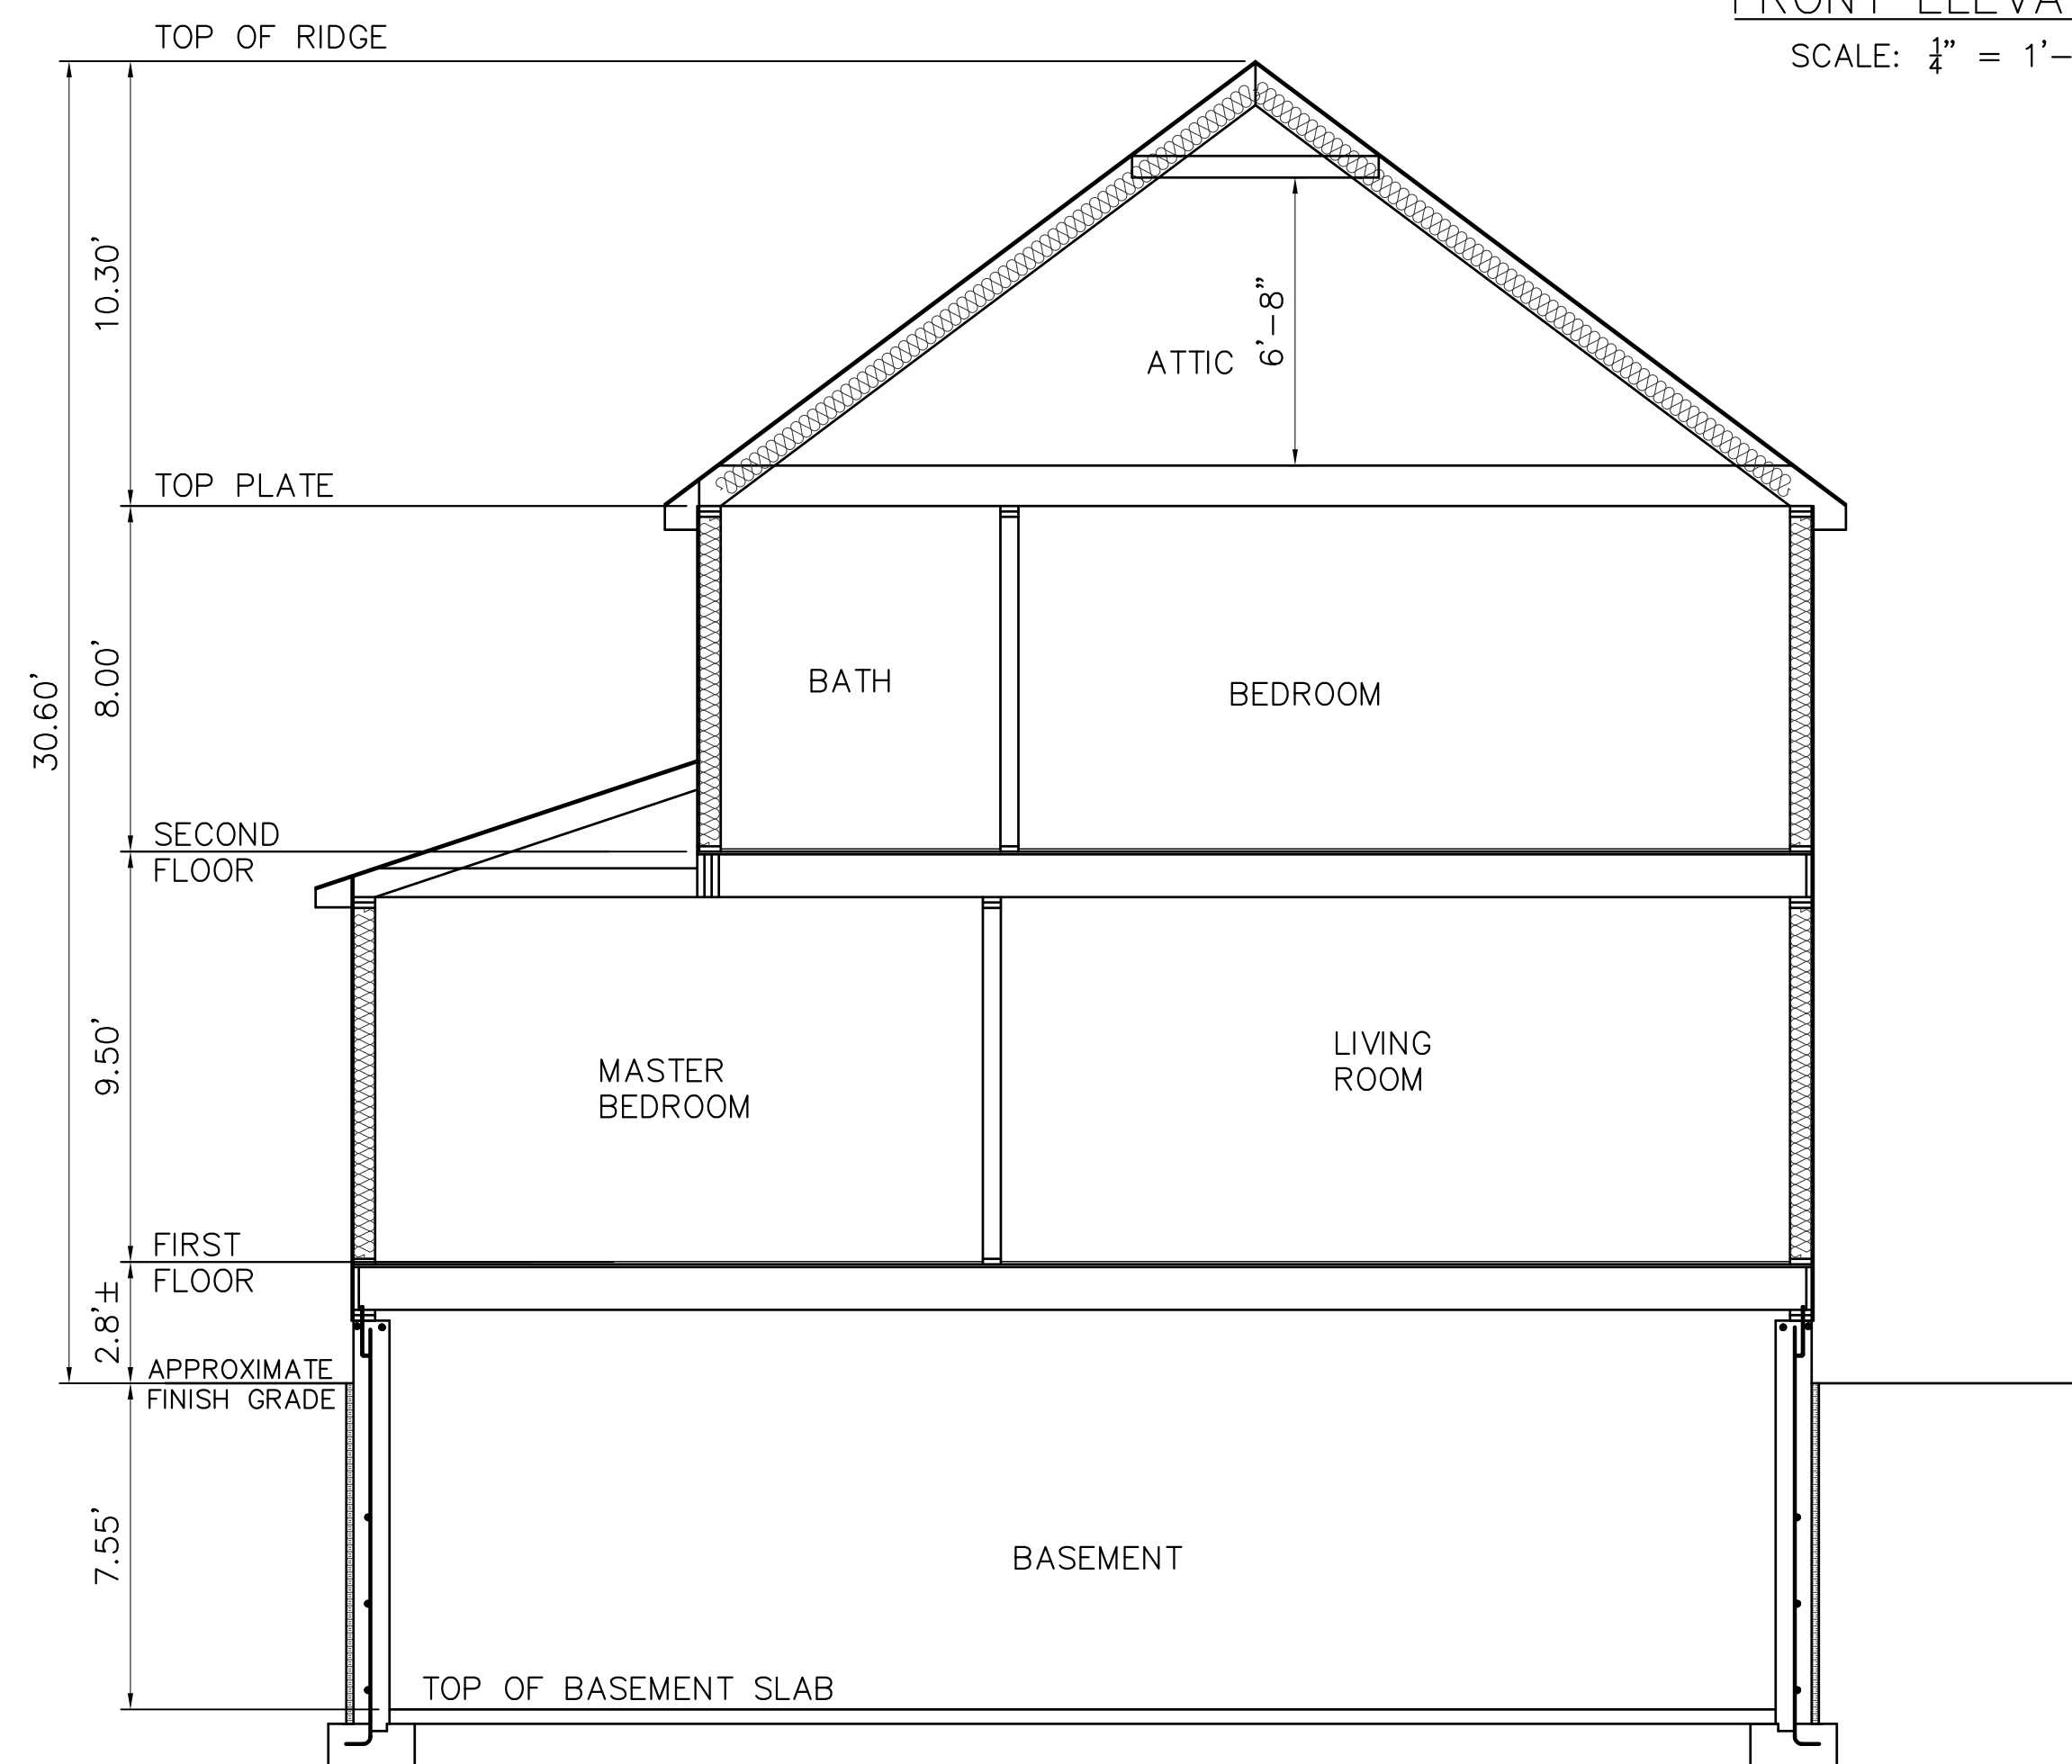 FRONT ELEVA
SCALE: ¼" = 1'-
TOP OF RIDGE
10.30'
6'-8"
ATTIC
TOP PLATE
8.00'
30.60'
BATH
BEDROOM
SECOND
FLOOR
9.50'
MASTER
BEDROOM
LIVING
ROOM
FIRST
FLOOR
2.8'±
APPROXIMATE
FINISH GRADE
7.55'
BASEMENT
TOP OF BASEMENT SLAB